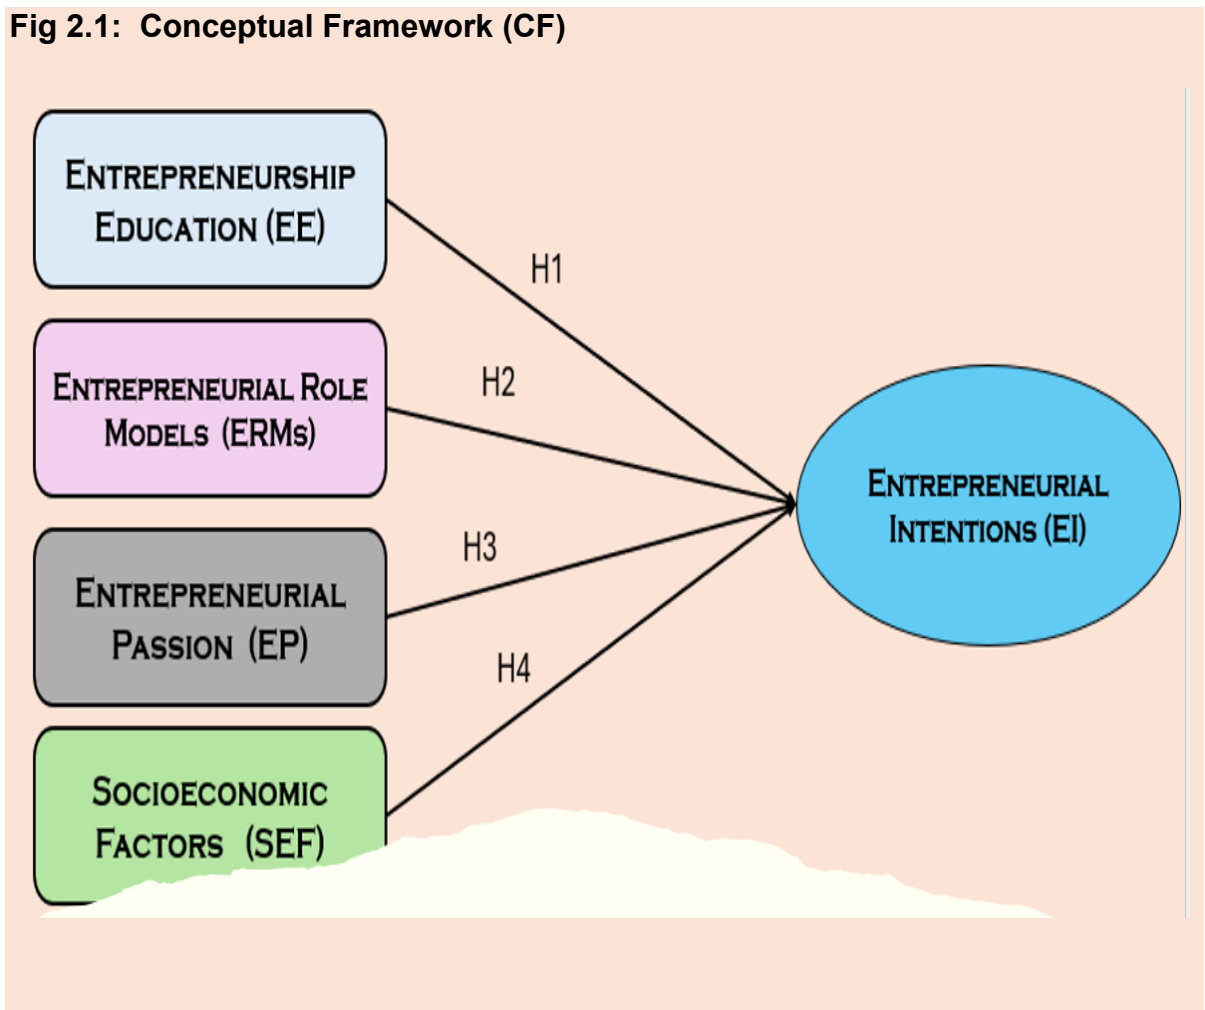 Fig 2.1: Conceptual Framework (CF)
ENTREPRENEURSHIP
EDUCATION (EE)
H1
ENTREPRENEURIAL ROLE
MODELS (ERMs)
H2
ENTREPRENEURIAL
INTENTIONS (EI)
H3
ENTREPRENEURIAL
PASSION (EP)
H4
SOCIOECONOMIC
FACTORS (SEF)